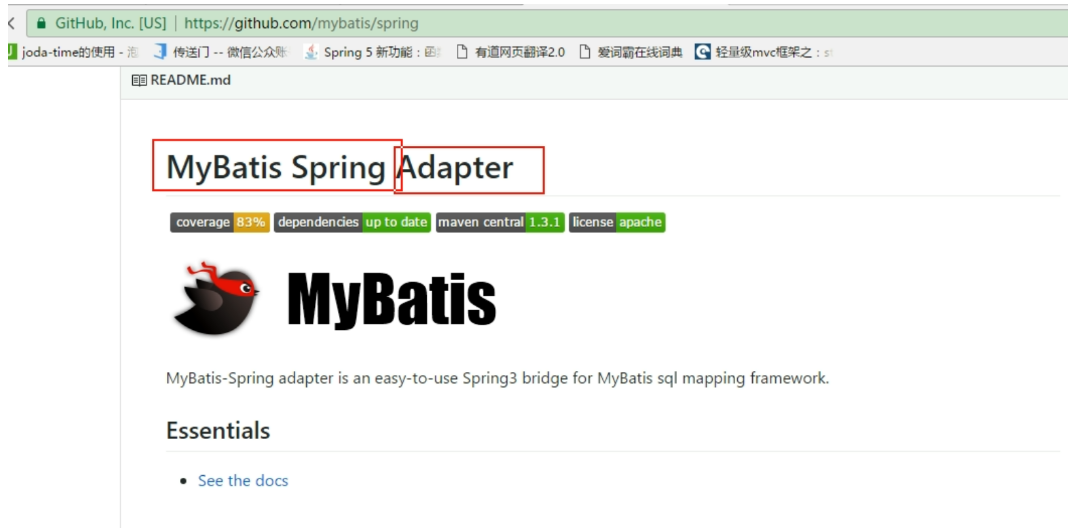 GitHub, Inc. [US] | https://github.com/mybatis/spring
joda-time的使用 - 传送门 -- 微信公众账 Spring 5 新功能： 有道网页翻译2.0 爱词霸在线词典 轻量级mvc框架之：
README.md
MyBatis Spring Adapter
coverage 83% dependencies up to date maven central 1.3.1 license apache
MyBatis
MyBatis-Spring adapter is an easy-to-use Spring3 bridge for MyBatis sql mapping framework.
Essentials
• See the docs